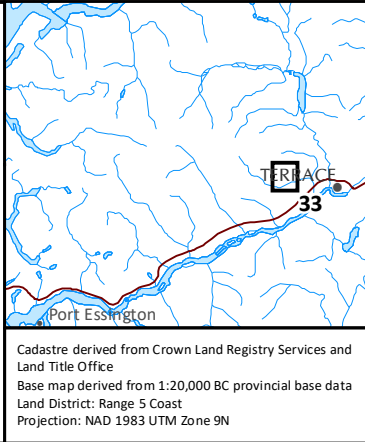 TERRACE
33
Port Essington
Cadastre derived from Crown Land Registry Services and
Land Title Office
Base map derived from 1:20,000 BC provincial base data
Land District: Range 5 Coast
Projection: NAD 1983 UTM Zone 9N